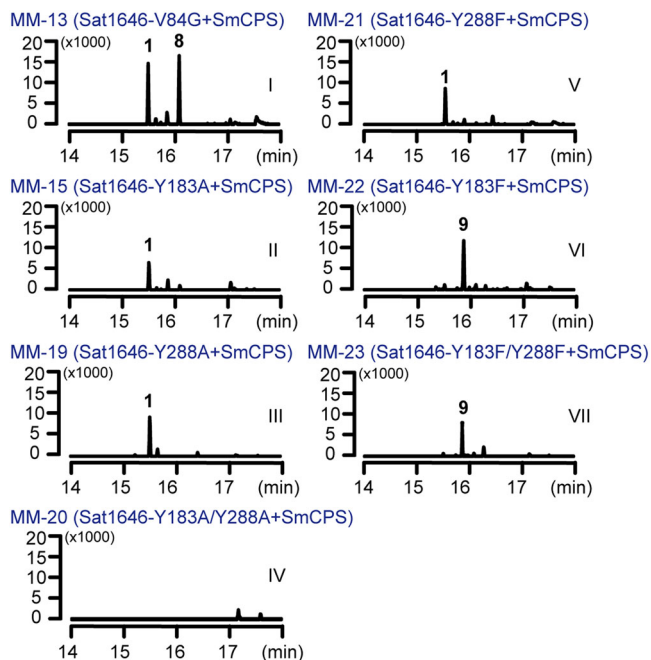 MM-13 (Sat1646-V84G+SmCPS)
20 (x1000)
15
10
5
0
1
8
I
14 15 16 17 (min)
MM-21 (Sat1646-Y288F+SmCPS)
20 (x1000)
15
10
5
0
1
V
14 15 16 17 (min)
MM-15 (Sat1646-Y183A+SmCPS)
20 (x1000)
15
10
5
0
1
II
14 15 16 17 (min)
MM-22 (Sat1646-Y183F+SmCPS)
20 (x1000)
15
10
5
0
9
VI
14 15 16 17 (min)
MM-19 (Sat1646-Y288A+SmCPS)
20 (x1000)
15
10
5
0
1
III
14 15 16 17 (min)
MM-23 (Sat1646-Y183F/Y288F+SmCPS)
20 (x1000)
15
10
5
0
9
VII
14 15 16 17 (min)
MM-20 (Sat1646-Y183A/Y288A+SmCPS)
20 (x1000)
15
10
5
0
IV
14 15 16 17 (min)